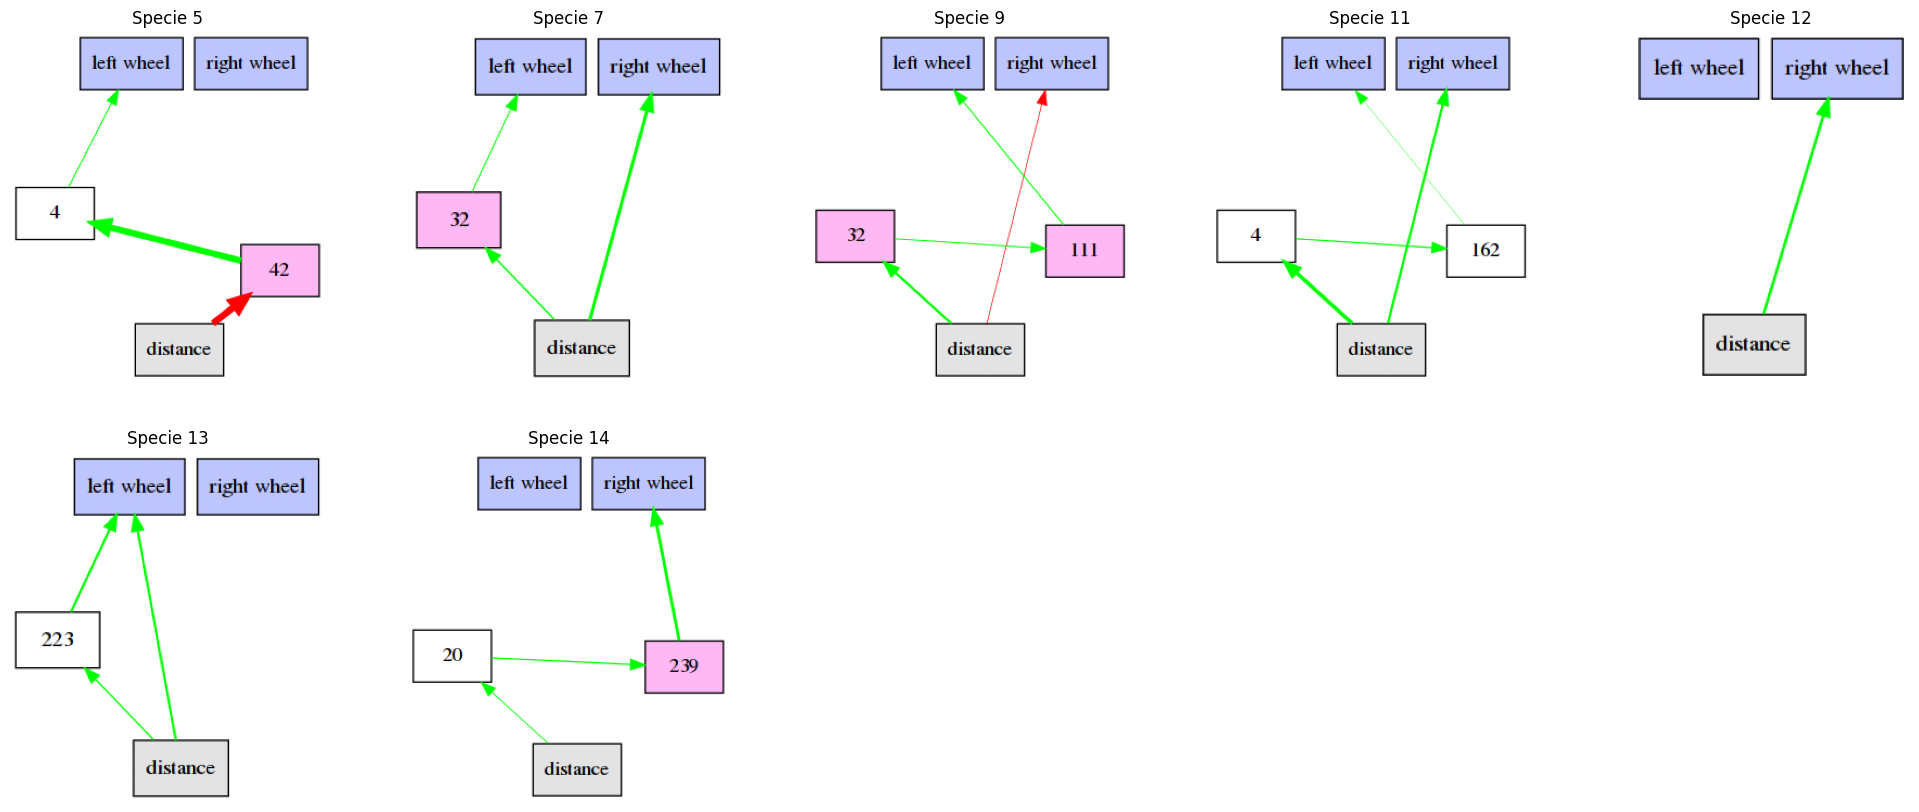 Specie 5
left wheel
right wheel
4
42
distance
Specie 7
left wheel
right wheel
32
distance
Specie 9
left wheel
right wheel
32
111
distance
Specie 11
left wheel
right wheel
4
162
distance
Specie 12
left wheel
right wheel
distance
Specie 13
left wheel
right wheel
223
distance
Specie 14
left wheel
right wheel
20
239
distance